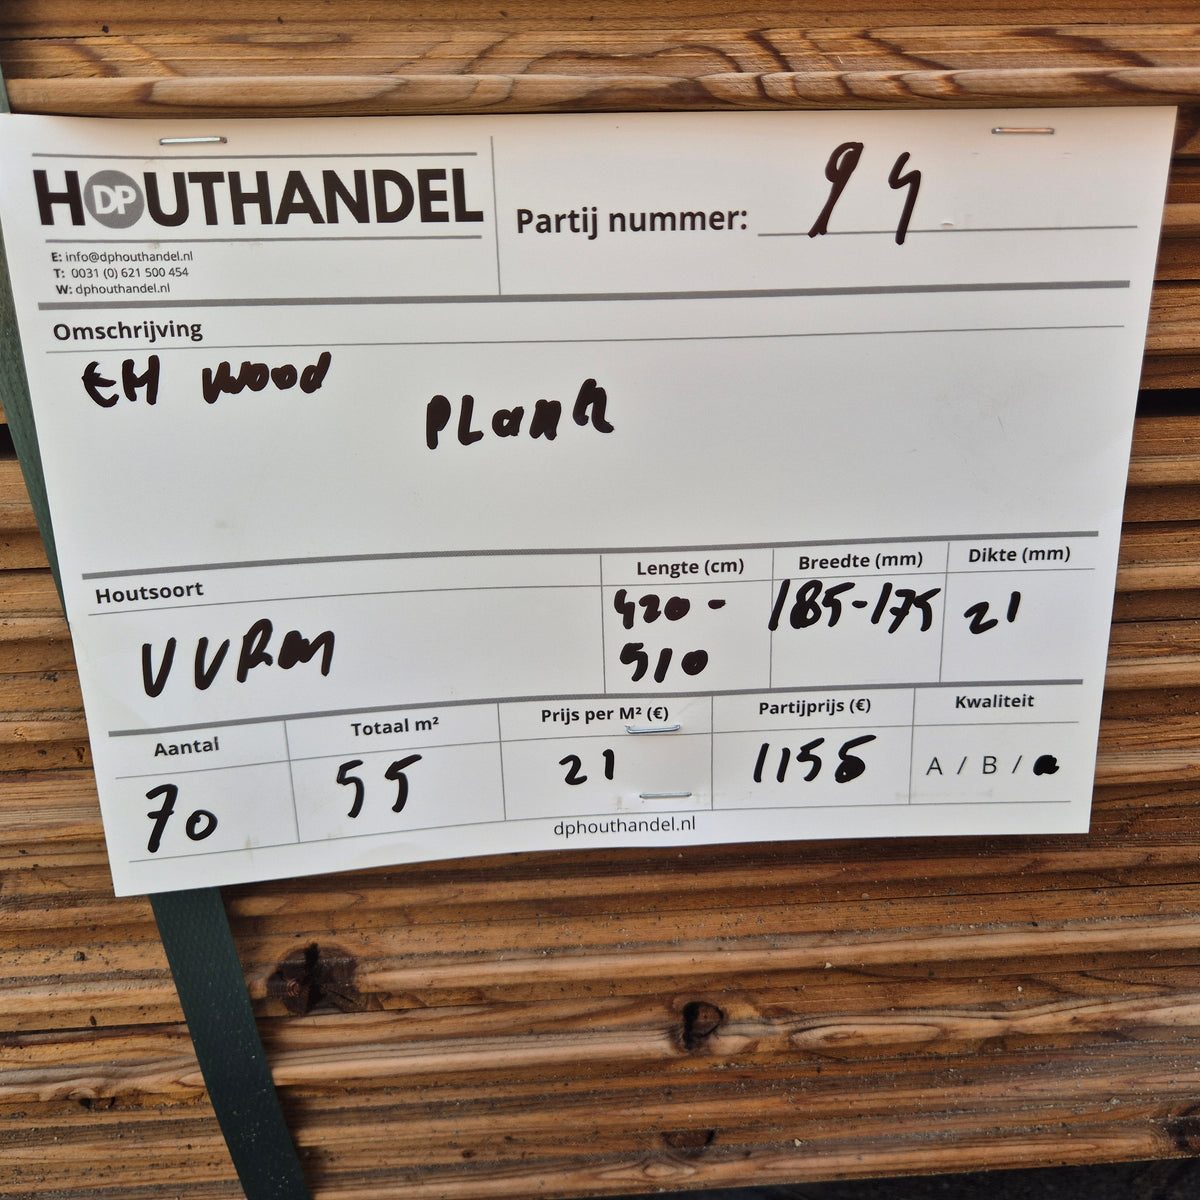 HOUTHANDEL
DP
E: info@dphouthandel.nl
T: 0031 (0) 621 500 454
W: dphouthandel.nl
Partij nummer: 94
Omschrijving
EH wood
PLank
Houtsoort
VURM
Lengte (cm)
420-
510
Breedte (mm)
185-175
Dikte (mm)
21
Aantal
70
Totaal m²
55
Prijs per M² (€)
21
Partijprijs (€)
1155
Kwaliteit
A / B /
dphouthandel.nl